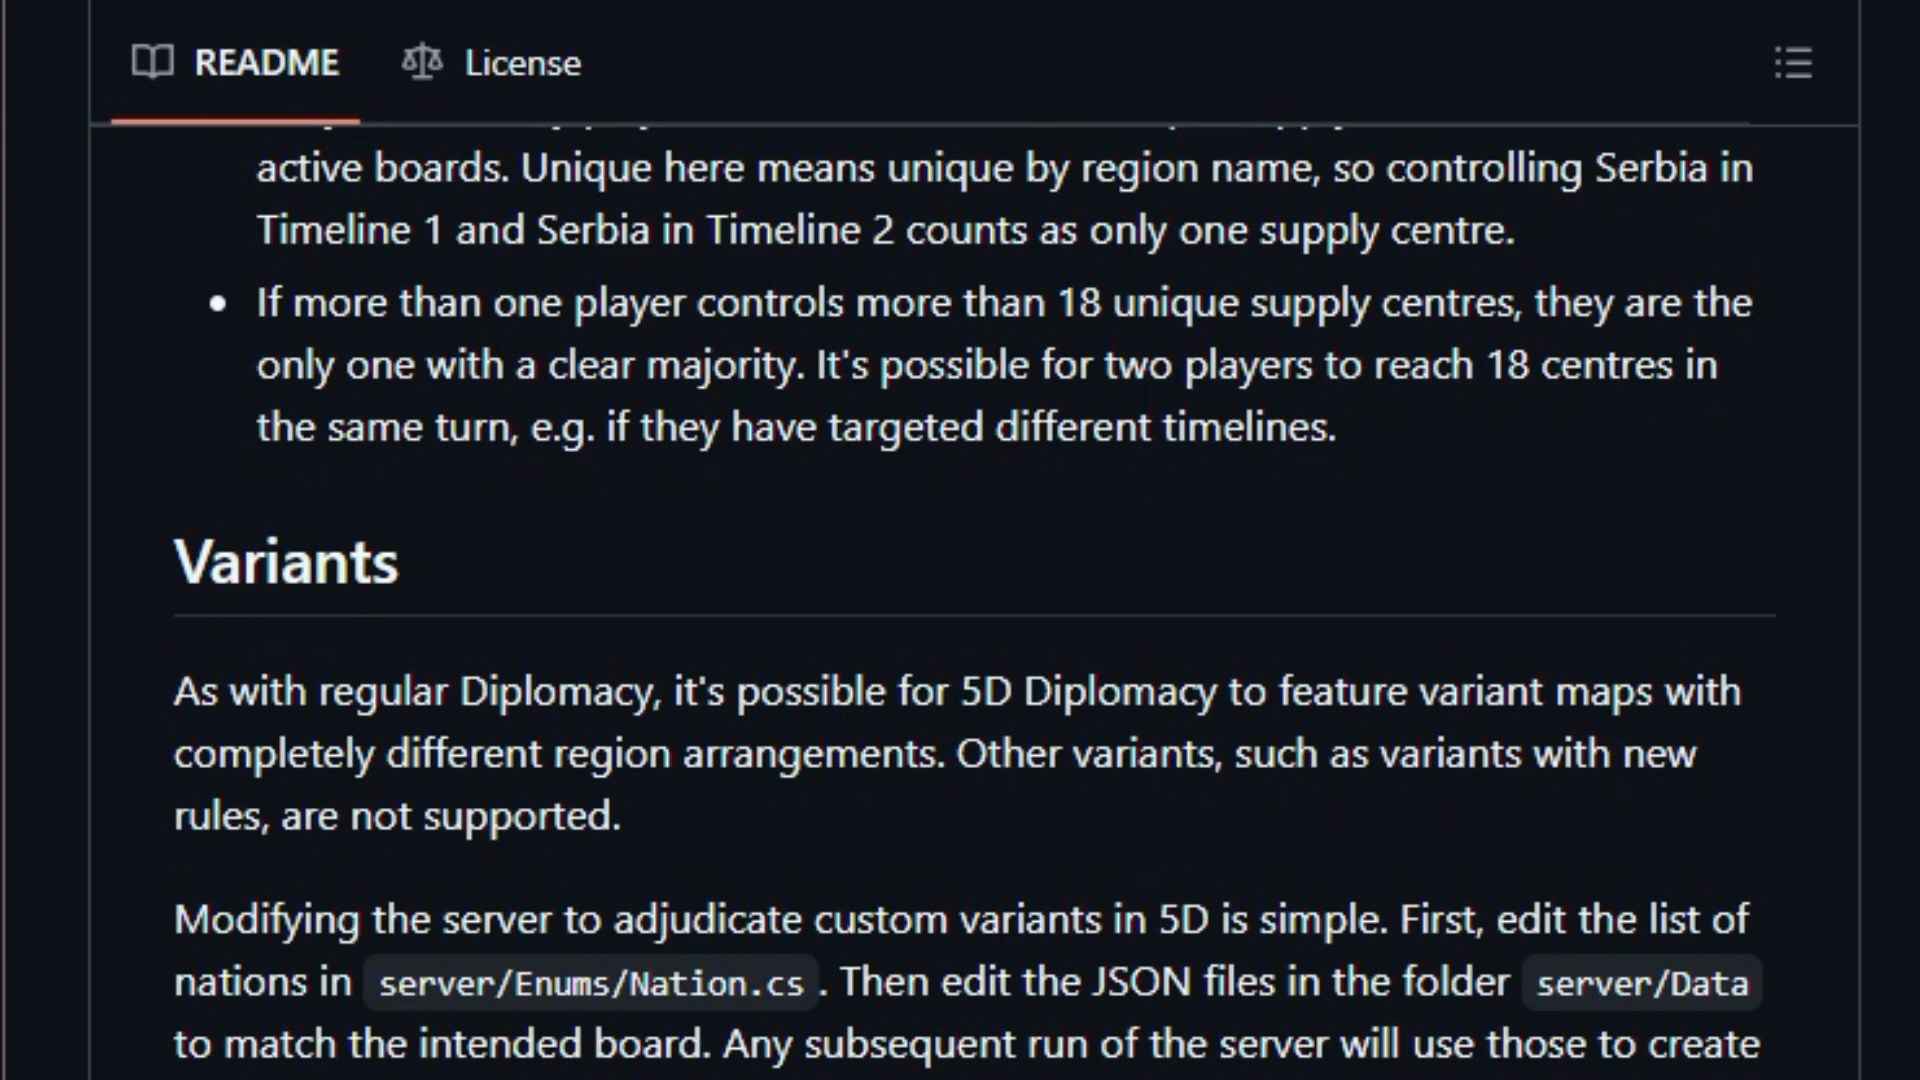 README License
active boards. Unique here means unique by region name, so controlling Serbia in
Timeline 1 and Serbia in Timeline 2 counts as only one supply centre.
• If more than one player controls more than 18 unique supply centres, they are the
only one with a clear majority. It's possible for two players to reach 18 centres in
the same turn, e.g. if they have targeted different timelines.
Variants
As with regular Diplomacy, it's possible for 5D Diplomacy to feature variant maps with
completely different region arrangements. Other variants, such as variants with new
rules, are not supported.
Modifying the server to adjudicate custom variants in 5D is simple. First, edit the list of
nations in server/Enums/Nation.cs . Then edit the JSON files in the folder server/Data
to match the intended board. Any subsequent run of the server will use those to create